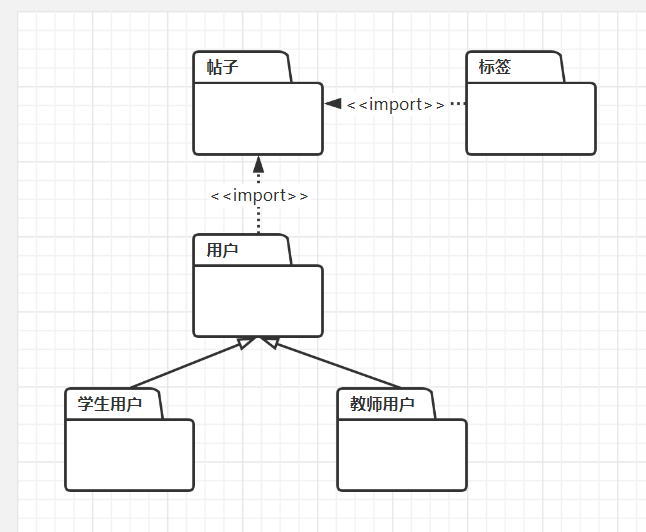 帖子
标签
<<import>>
<<import>>
用户
学生用户
教师用户